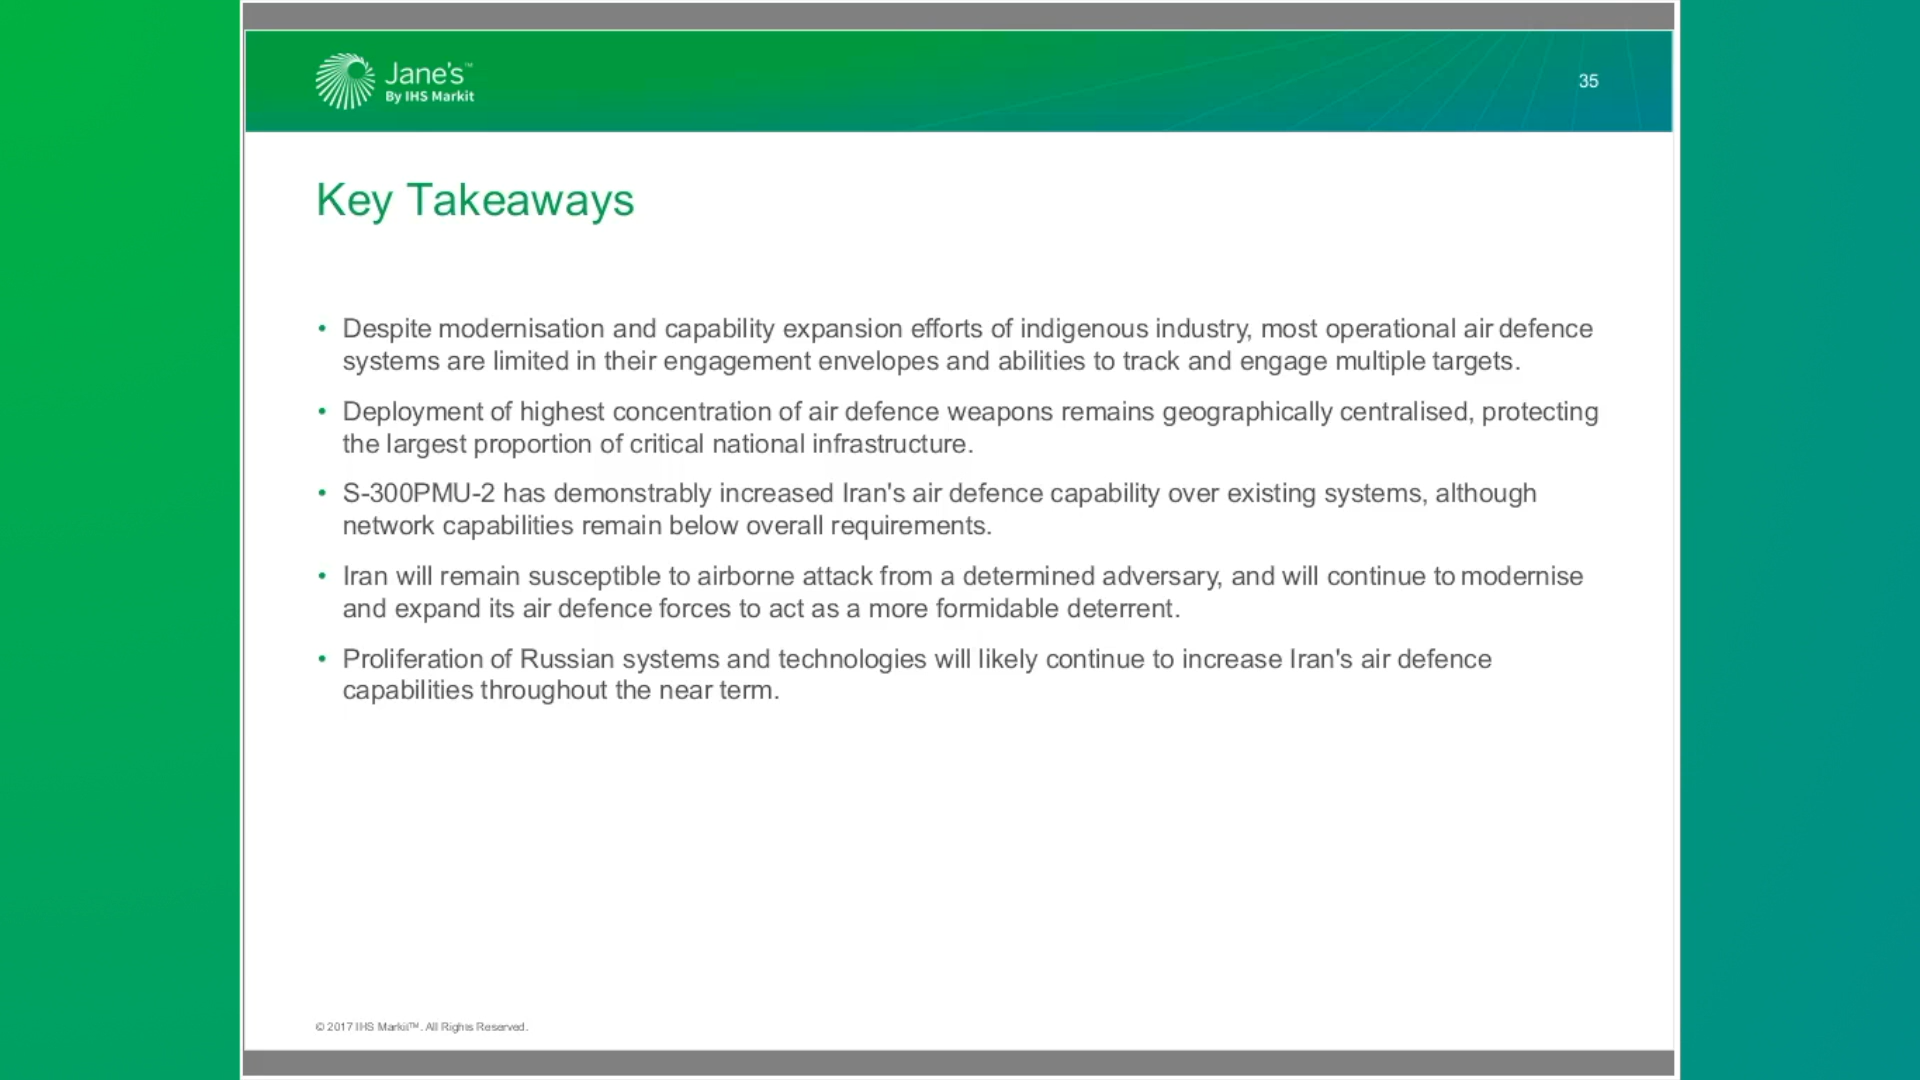 Jane's™
By IHS Markit
35
Key Takeaways
• Despite modernisation and capability expansion efforts of indigenous industry, most operational air defence
systems are limited in their engagement envelopes and abilities to track and engage multiple targets.
• Deployment of highest concentration of air defence weapons remains geographically centralised, protecting
the largest proportion of critical national infrastructure.
• S-300PMU-2 has demonstrably increased Iran's air defence capability over existing systems, although
network capabilities remain below overall requirements.
• Iran will remain susceptible to airborne attack from a determined adversary, and will continue to modernise
and expand its air defence forces to act as a more formidable deterrent.
• Proliferation of Russian systems and technologies will likely continue to increase Iran's air defence
capabilities throughout the near term.
© 2017 IHS Markit™. All Rights Reserved.